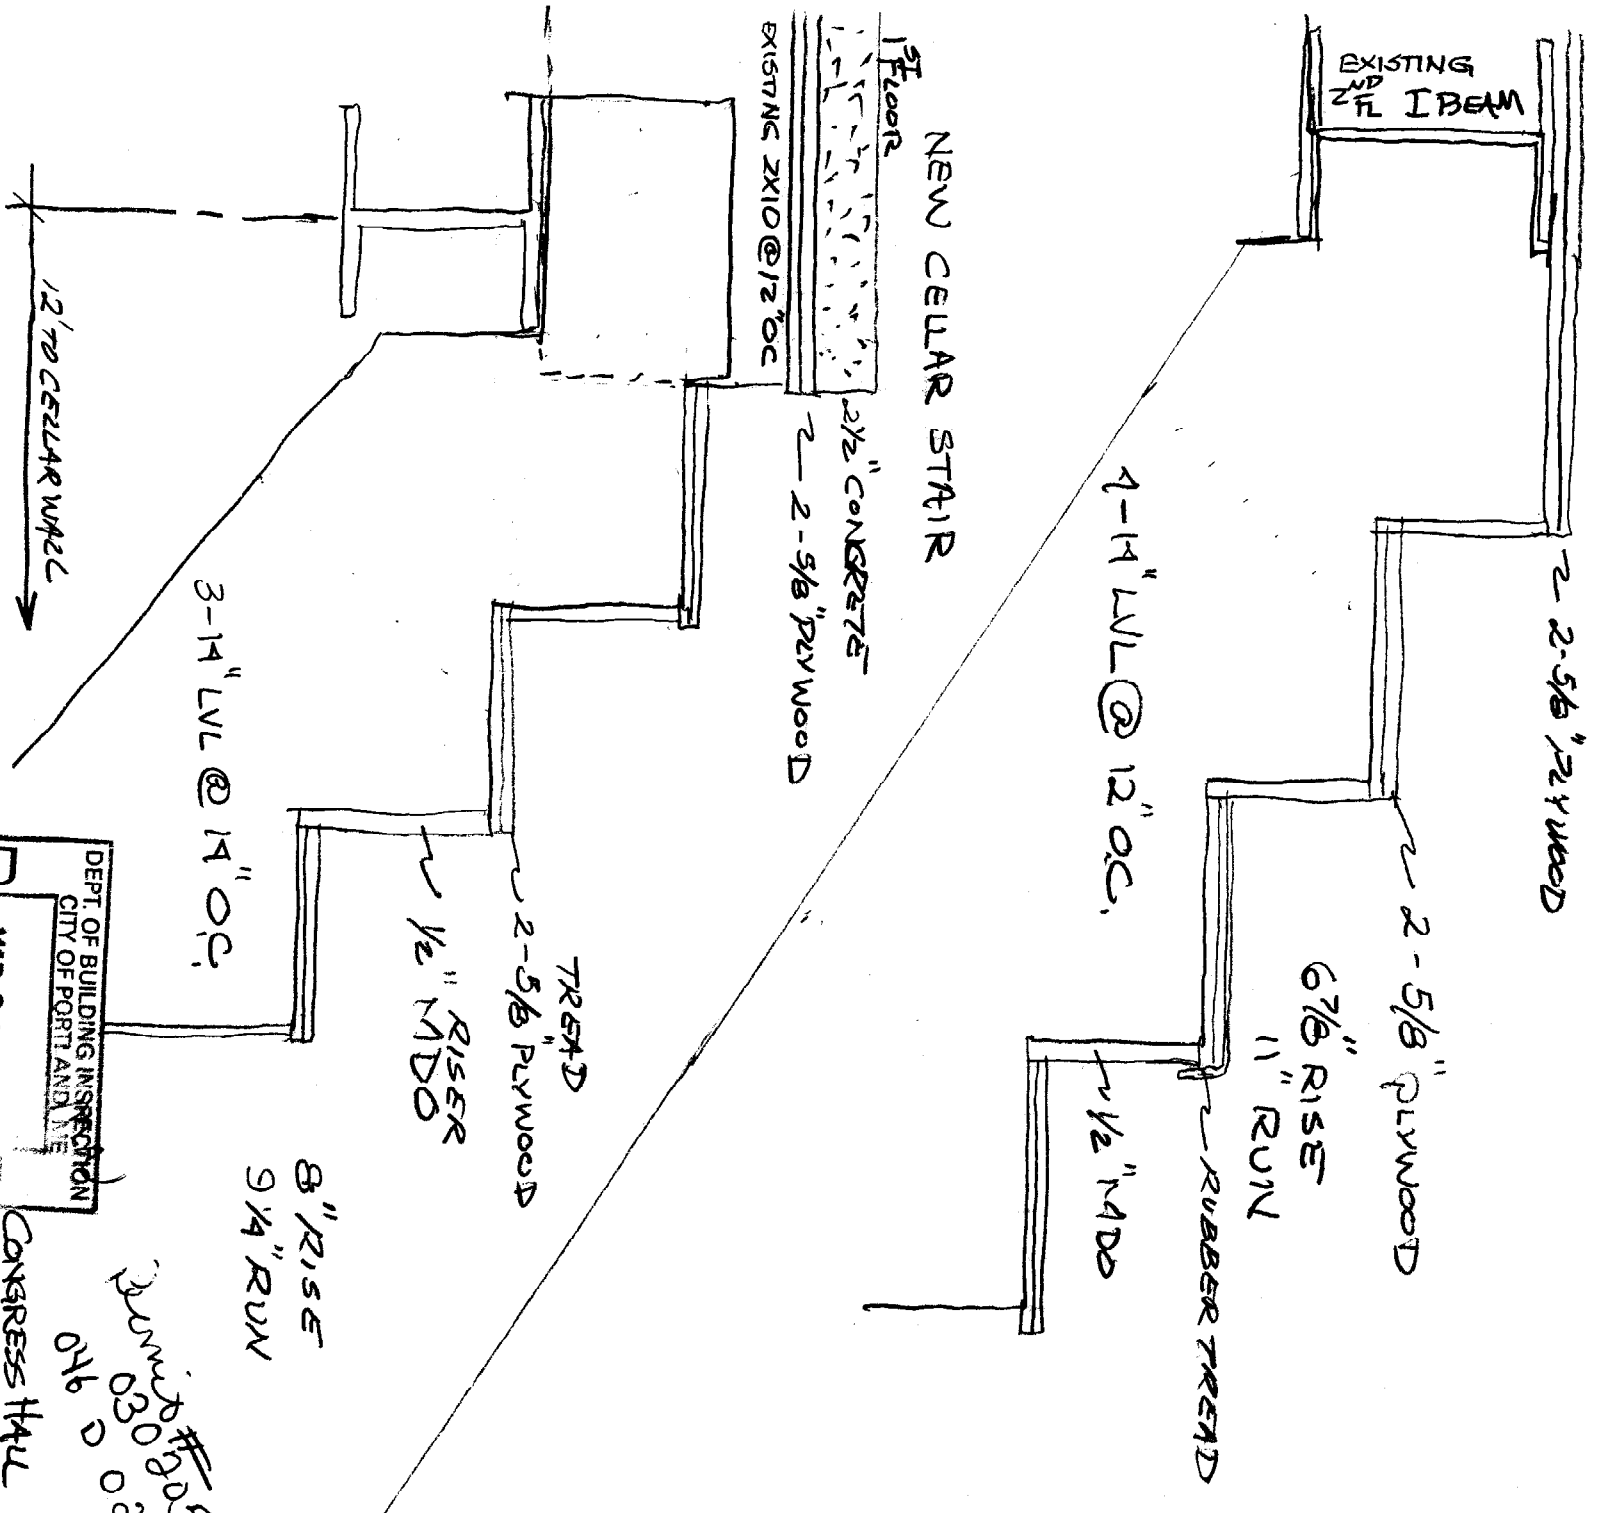 EXISTING
2ND FL I BEAM
2-5/8" PLYWOOD
2-5/8" PLYWOOD
6 7/8" RISE
11" RUN
4-14" LVL @ 12" O.C.
1/2" MDO
RUBBER TREAD
NEW CELLAR STAIR
1ST FLOOR
2 1/2" CONCRETE
2-5/8" PLYWOOD
EXISTING 2X10 @ 12" OC
TREAD
2-5/8" PLYWOOD
RISER
1/2" MDO
8" RISE
9 1/4" RUN
3-14" LVL @ 14" O.C.
12' TO CELLAR WALL
DEPT. OF BUILDING INSPECTION
CITY OF PORTLAND, ME
Permit #
030
046 D
CONGRESS HALL